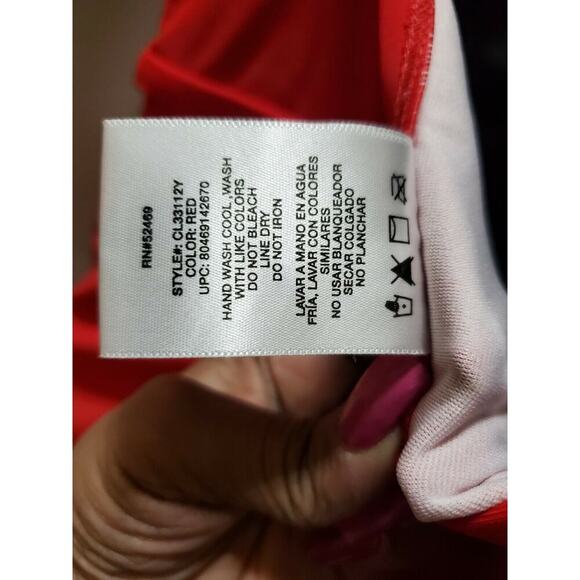 RN#52469
STYLE#: CL33112Y
COLOR: RED
UPC: 80469142670
HAND WASH COOL ,WASH
WITH LIKE COLORS
DO NOT BLEACH
LINE DRY
DO NOT IRON
LAVAR A MANO EN AGUA
FRÍA, LAVAR CON COLORES
SIMILARES
NO USAR BLANQUEADOR
SECAR COLGADO
NO PLANCHAR